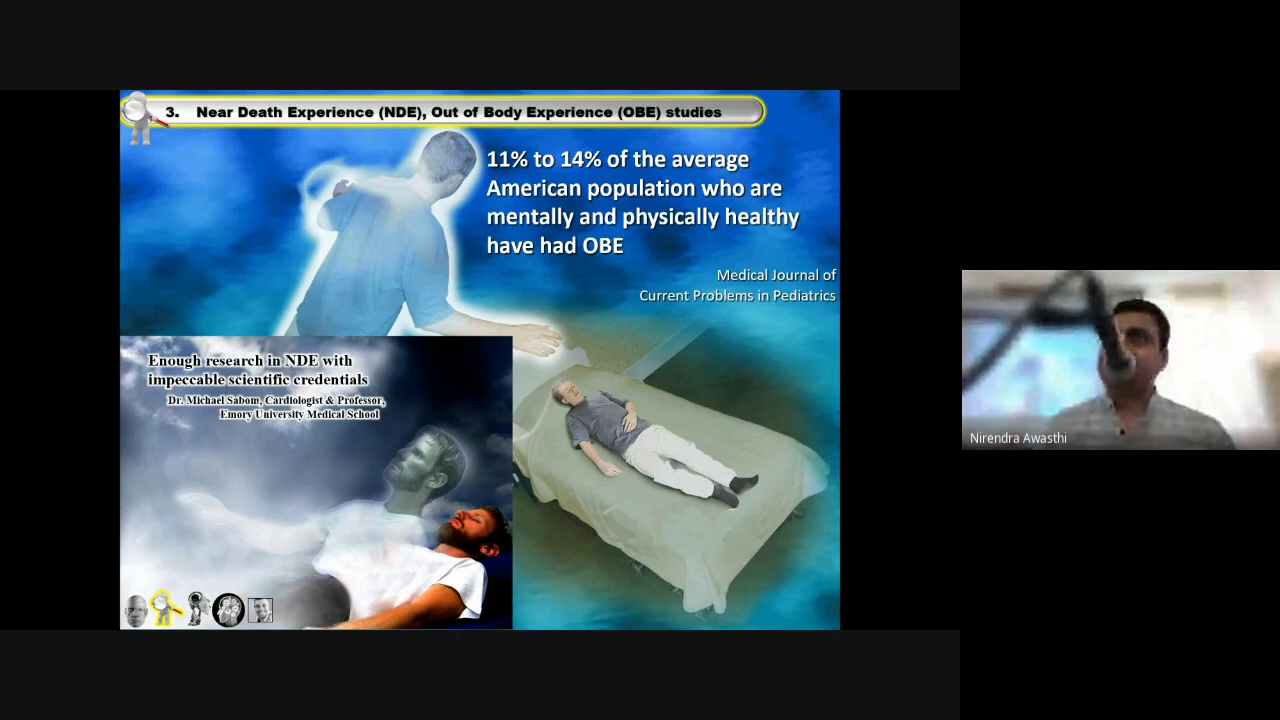 3. Near Death Experience (NDE), Out of Body Experience (OBE) studies
11% to 14% of the average
American population who are
mentally and physically healthy
have had OBE
Medical Journal of
Current Problems in Pediatrics
Enough research in NDE with
impeccable scientific credentials
Dr. Michael Sabom, Cardiologist & Professor,
Emory University Medical School
Nirendra Awasthi